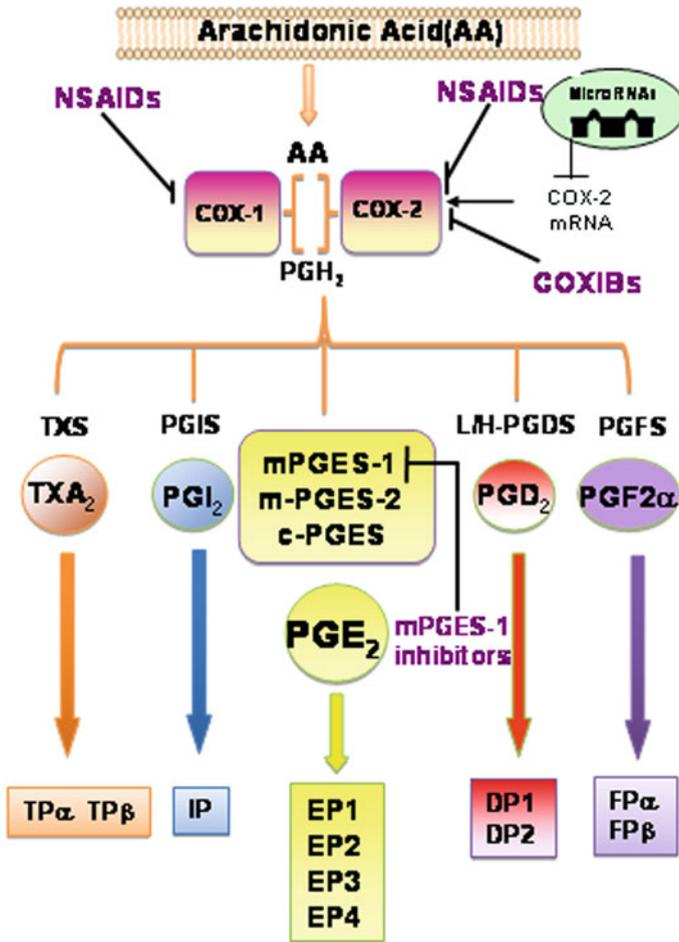 Arachidonic Acid(AA)
NSAIDs
NSAIDs
MicroRNAs
AA
COX-1
COX-2
COX-2
mRNA
PGH₂
COXIBs
TXS
PGIS
L/H-PGDS
PGFS
mPGES-1
m-PGES-2
c-PGES
TXA₂
PGI₂
PGD₂
PGF2α
PGE₂
mPGES-1
inhibitors
TPα TPβ
IP
EP1
EP2
EP3
EP4
DP1
DP2
FPα
FPβ